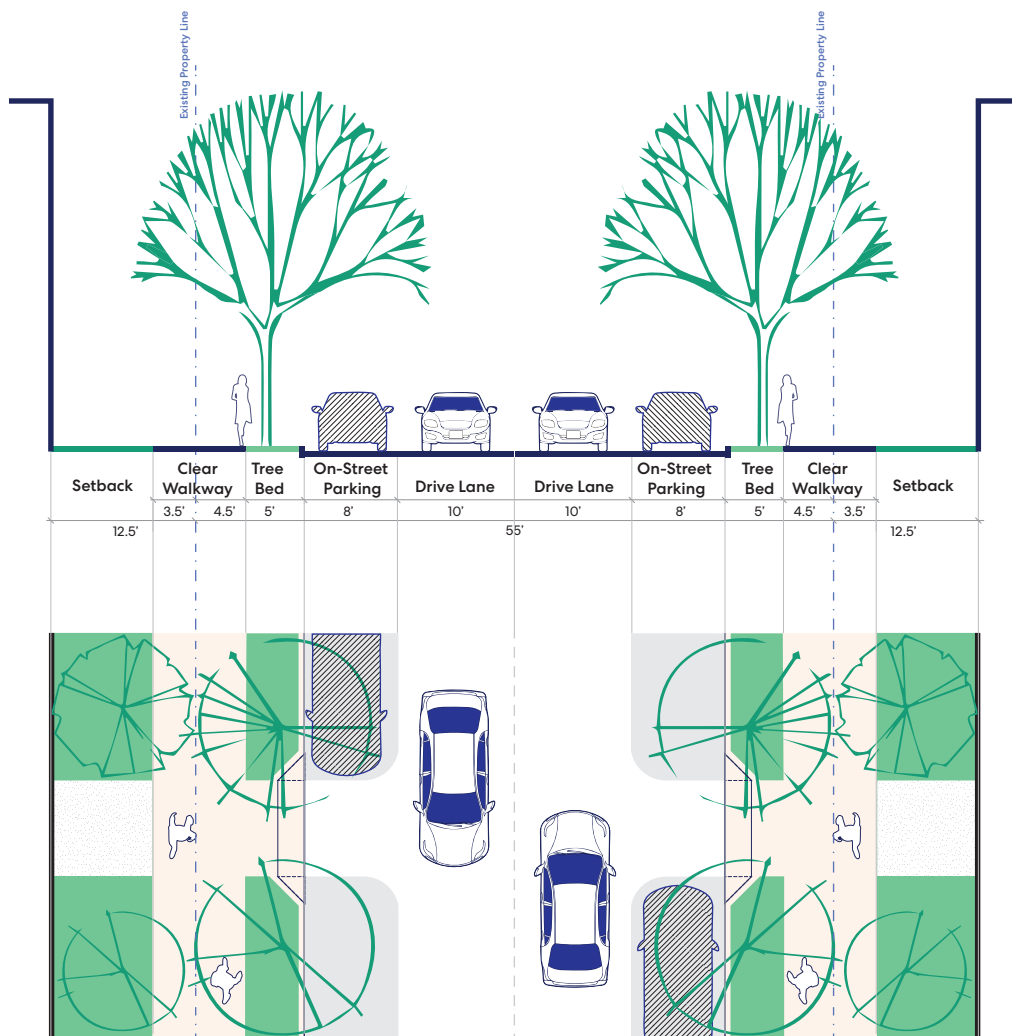 Existing Property Line
Existing Property Line
Setback
Clear
Walkway
Tree
Bed
On-Street
Parking
Drive Lane
Drive Lane
On-Street
Parking
Tree
Bed
Clear
Walkway
Setback
3.5'
4.5'
5'
8'
10'
10'
8'
5'
4.5'
3.5'
12.5'
55'
12.5'